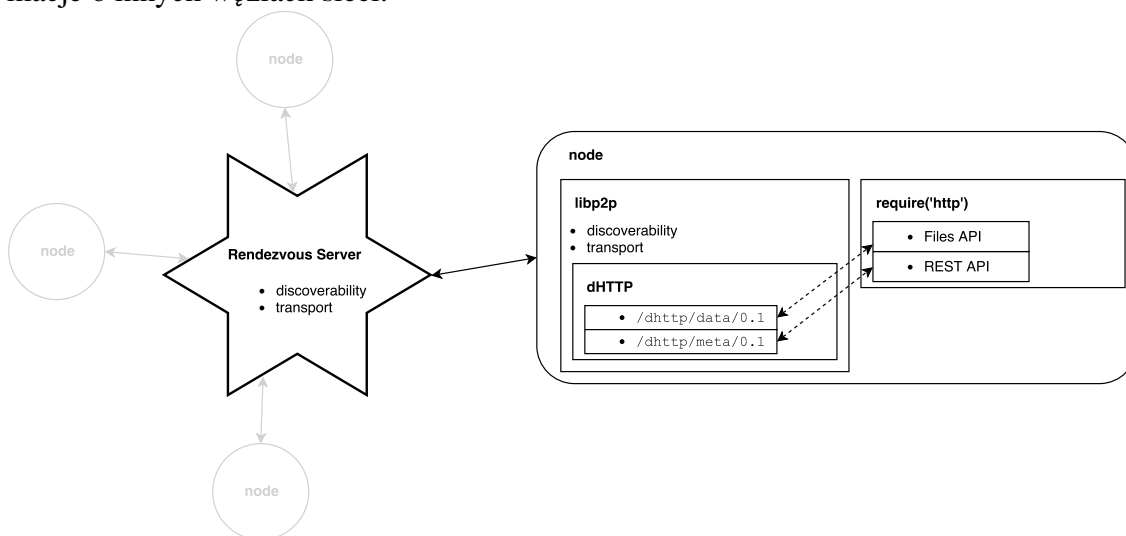 node
node
libp2p
require('http')
• discoverability
• transport
• Files API
• REST API
node
Rendezvous Server
• discoverability
• transport
dHTTP
• /dhttp/data/0.1
• /dhttp/meta/0.1
node